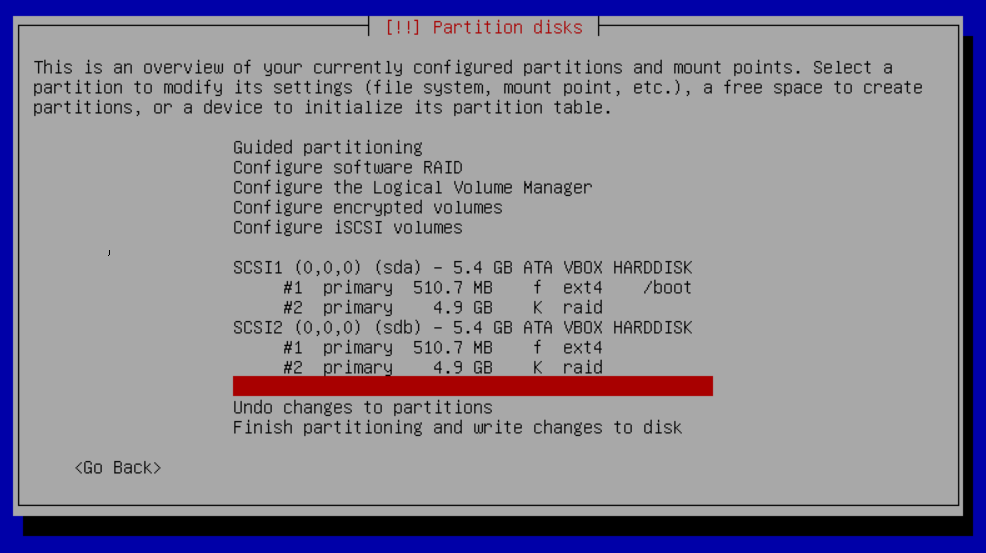 [!!] Partition disks
This is an overview of your currently configured partitions and mount points. Select a
partition to modify its settings (file system, mount point, etc.), a free space to create
partitions, or a device to initialize its partition table.
Guided partitioning
Configure software RAID
Configure the Logical Volume Manager
Configure encrypted volumes
Configure iSCSI volumes
SCSI1 (0,0,0) (sda) - 5.4 GB ATA VBOX HARDDISK
#1 primary 510.7 MB f ext4 /boot
#2 primary 4.9 GB K raid
SCSI2 (0,0,0) (sdb) - 5.4 GB ATA VBOX HARDDISK
#1 primary 510.7 MB f ext4
#2 primary 4.9 GB K raid
Undo changes to partitions
Finish partitioning and write changes to disk
<Go Back>